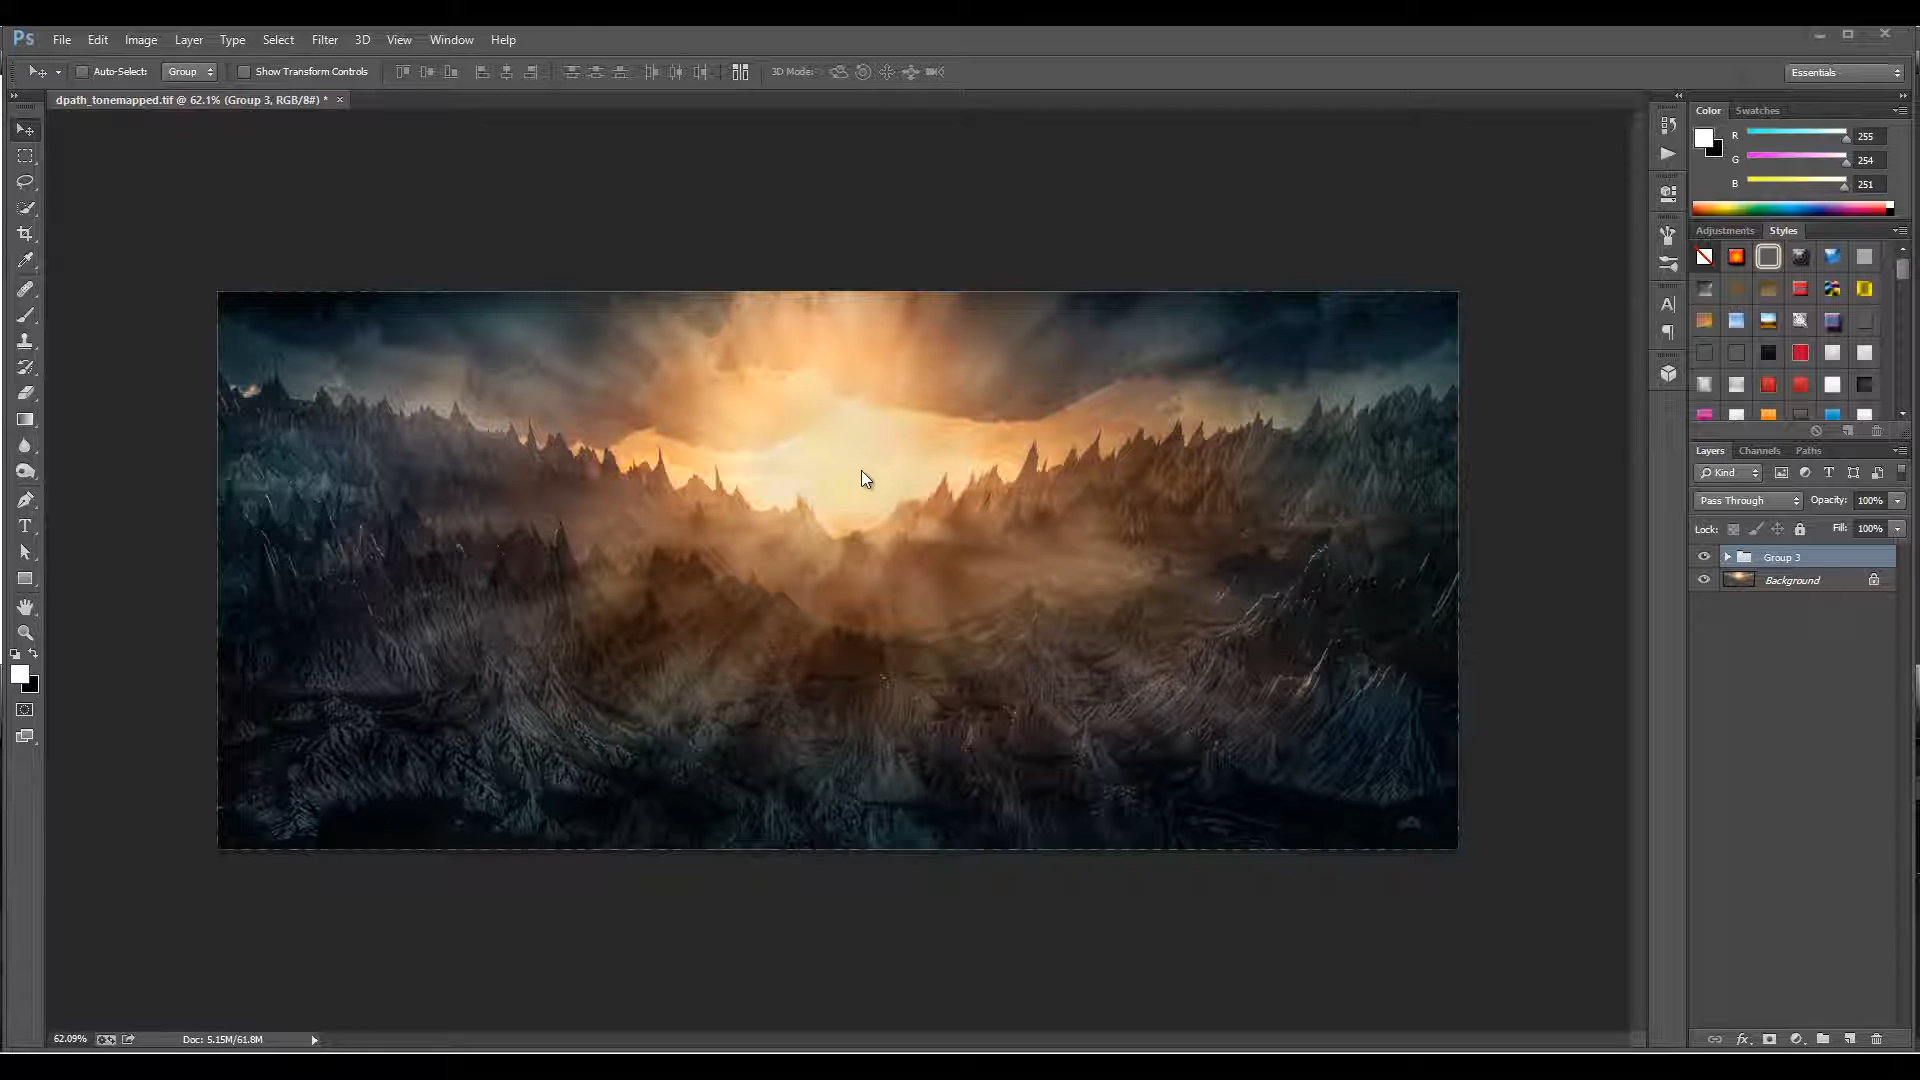 Ps File Edit Image Layer Type Select Filter 3D View Window Help
Auto-Select: Group Show Transform Controls 3D Mode: Essentials
dpath_tonemapped.tif @ 62.1% (Group 3, RGB/8#) * ×
Color Swatches
R 255
G 254
B 251
Adjustments Styles
Layers Channels Paths
Kind
Pass Through Opacity: 100%
Lock: Fill: 100%
Group 3
Background
62.09% Doc: 5.15M/61.8M